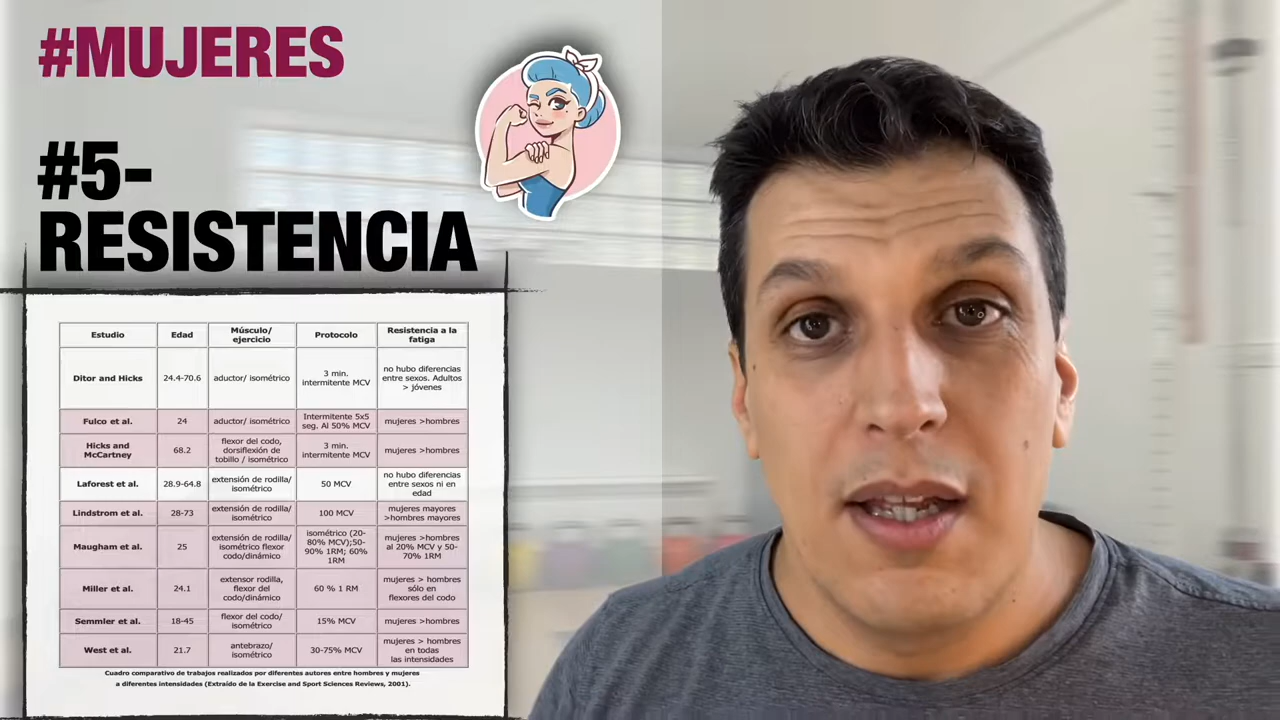 #MUJERES
#5-
RESISTENCIA
Estudio Edad Músculo/ ejercicio Protocolo Resistencia a la fatiga
Ditor and Hicks 24.4-70.6 aductor/ isométrico 3 min. intermitente MCV no hubo diferencias entre sexos. Adultos > jóvenes
Fulco et al. 24 aductor/ isométrico Intermitente 5x5 seg. Al 50% MCV mujeres >hombres
Hicks and McCartney 68.2 flexor del codo, dorsiflexión de tobillo / isométrico 3 min. intermitente MCV mujeres >hombres
Laforest et al. 28.9-64.8 extensión de rodilla/ isométrico 50 MCV no hubo diferencias entre sexos ni en edad
Lindstrom et al. 28-73 extensión de rodilla/ isométrico 100 MCV mujeres mayores >hombres mayores
Maugham et al. 25 extensión de rodilla/ isométrico flexor codo/dinámico isométrico (20-80% MCV);50-90% 1RM; 60% 1RM mujeres >hombres al 20% MCV y 50-70% 1RM
Miller et al. 24.1 extensor rodilla, flexor del codo/dinámico 60 % 1 RM mujeres > hombres sólo en flexores del codo
Semmler et al. 18-45 flexor del codo/ isométrico 15% MCV mujeres >hombres
West et al. 21.7 antebrazo/ isométrico 30-75% MCV mujeres > hombres en todas las intensidades
Cuadro comparativo de trabajos realizados por diferentes autores entre hombres y mujeres
a diferentes intensidades (Extraído de la Exercise and Sport Sciences Reviews, 2001).